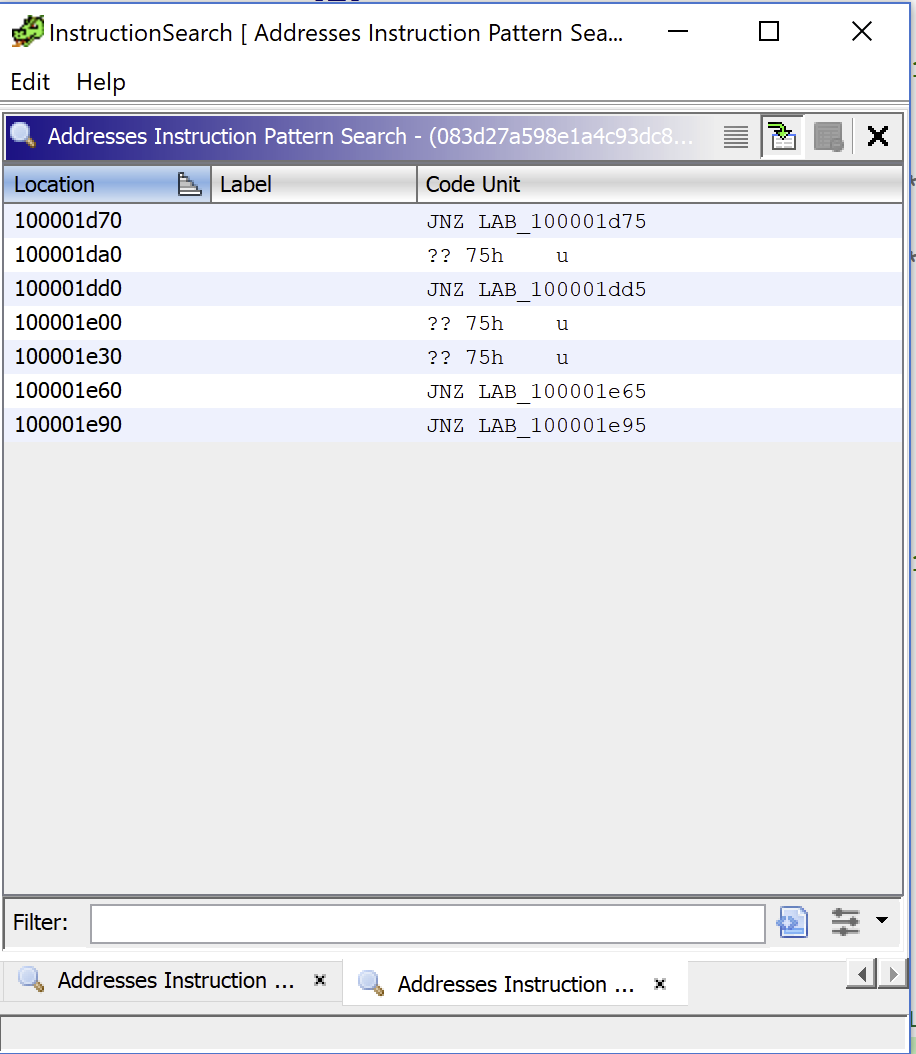 InstructionSearch [ Addresses Instruction Pattern Sea...
Edit Help
Addresses Instruction Pattern Search - (083d27a598e1a4c93dc8...
Location Label Code Unit
100001d70 JNZ LAB_100001d75
100001da0 ?? 75h u
100001dd0 JNZ LAB_100001dd5
100001e00 ?? 75h u
100001e30 ?? 75h u
100001e60 JNZ LAB_100001e65
100001e90 JNZ LAB_100001e95
Filter:
Addresses Instruction ... Addresses Instruction ...